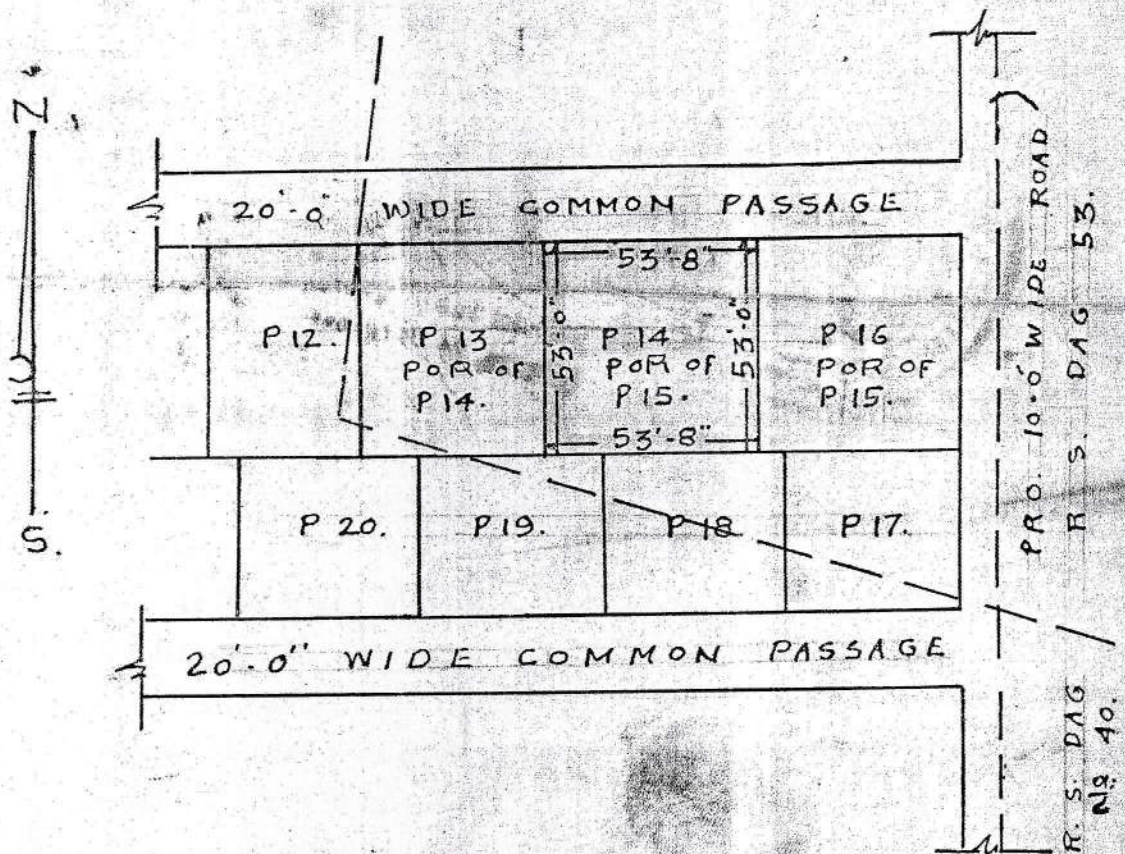 N
S.
20'-0" WIDE COMMON PASSAGE
53'-8"
P 12.
P 13
POR OF
P 14.
53'-0"
P 14
POR OF
P 15.
53'-0"
P 16
POR OF
P 15.
53'-8"
P 20.
P 19.
P 18
P 17.
20'-0" WIDE COMMON PASSAGE
PRO. 10'-0" WIDE ROAD
R S. DAG 53.
R. S. DAG
No 40.